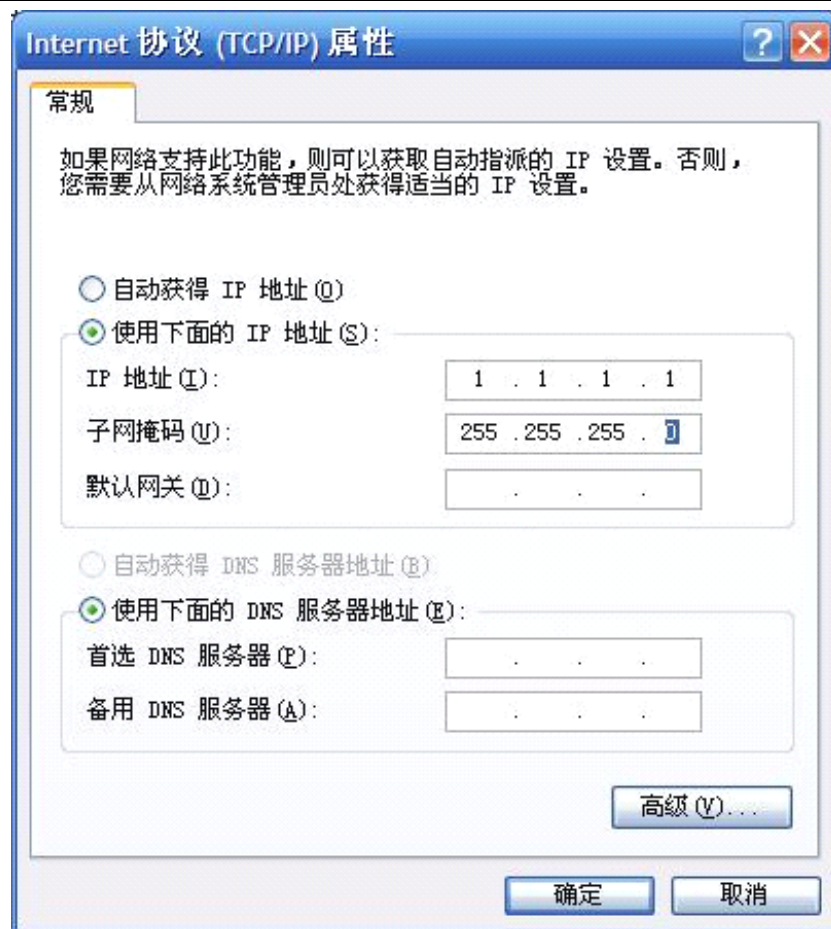 Internet 协议 (TCP/IP) 属性
常规
如果网络支持此功能，则可以获取自动指派的 IP 设置。否则，
您需要从网络系统管理员处获得适当的 IP 设置。
自动获得 IP 地址(O)
使用下面的 IP 地址(S):
IP 地址(I): 1 . 1 . 1 . 1
子网掩码(U): 255 .255 .255 . 0
默认网关(D): . . .
自动获得 DNS 服务器地址(B)
使用下面的 DNS 服务器地址(E):
首选 DNS 服务器(P): . . .
备用 DNS 服务器(A): . . .
高级(V)...
确定 取消